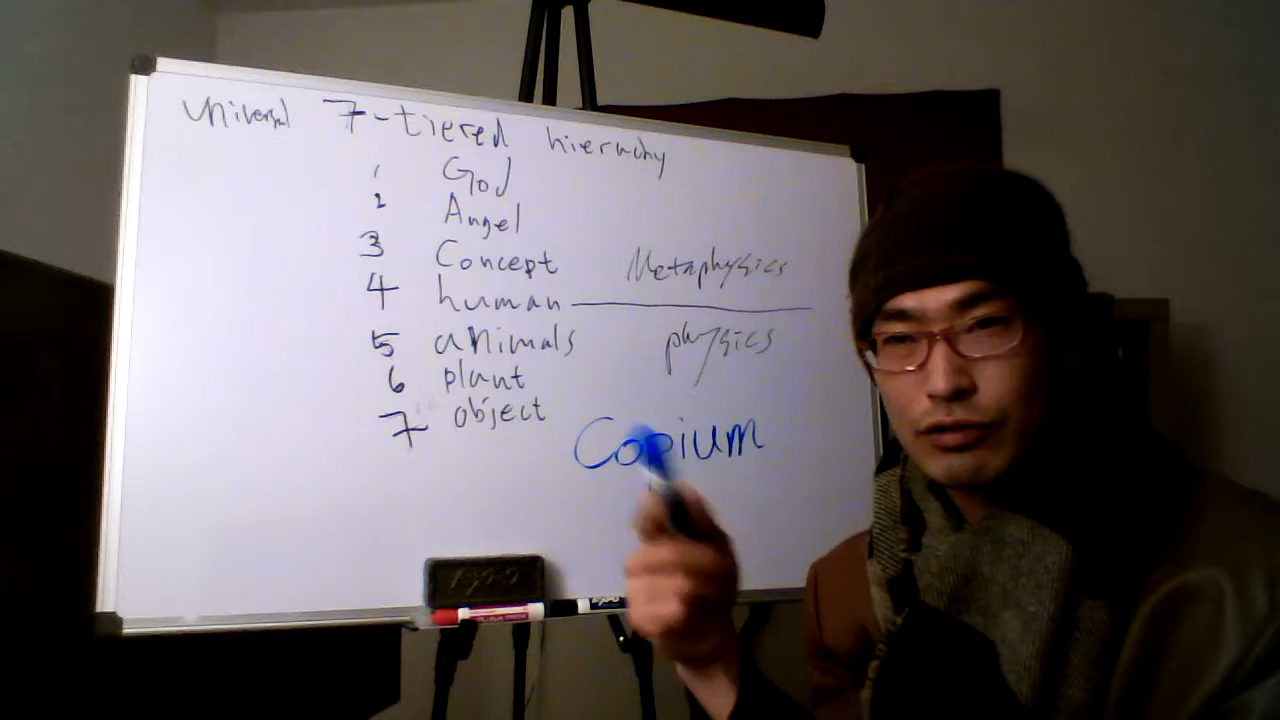 Universal 7-tiered hierarchy
1 God
2 Angel
3 Concept
Metaphysics
4 human
5 animals
physics
6 plant
7 object
Copium
EXPO